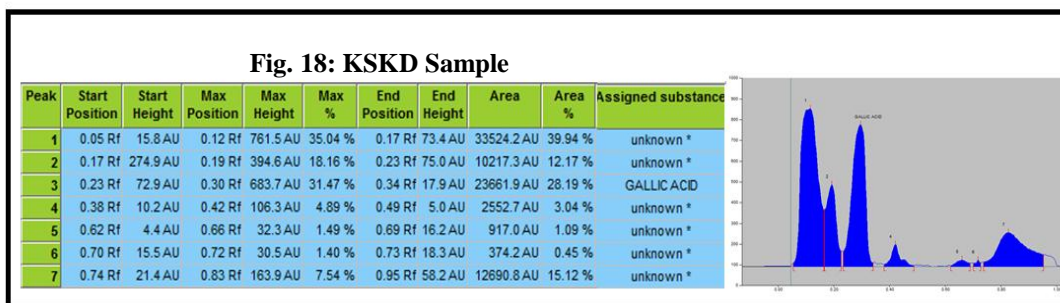 Fig. 18: KSKD Sample
Peak Start Position Start Height Max Position Max Height Max % End Position End Height Area Area % Assigned substance
1 0.05 Rf 15.8 AU 0.12 Rf 761.5 AU 35.04 % 0.17 Rf 73.4 AU 33524.2 AU 39.94 % unknown *
2 0.17 Rf 274.9 AU 0.19 Rf 394.6 AU 18.16 % 0.23 Rf 75.0 AU 10217.3 AU 12.17 % unknown *
3 0.23 Rf 72.9 AU 0.30 Rf 683.7 AU 31.47 % 0.34 Rf 17.9 AU 23661.9 AU 28.19 % GALLIC ACID
4 0.38 Rf 10.2 AU 0.42 Rf 106.3 AU 4.89 % 0.49 Rf 5.0 AU 2552.7 AU 3.04 % unknown *
5 0.62 Rf 4.4 AU 0.66 Rf 32.3 AU 1.49 % 0.69 Rf 16.2 AU 917.0 AU 1.09 % unknown *
6 0.70 Rf 15.5 AU 0.72 Rf 30.5 AU 1.40 % 0.73 Rf 18.3 AU 374.2 AU 0.45 % unknown *
7 0.74 Rf 21.4 AU 0.83 Rf 163.9 AU 7.54 % 0.95 Rf 58.2 AU 12690.8 AU 15.12 % unknown *
GALLIC ACID